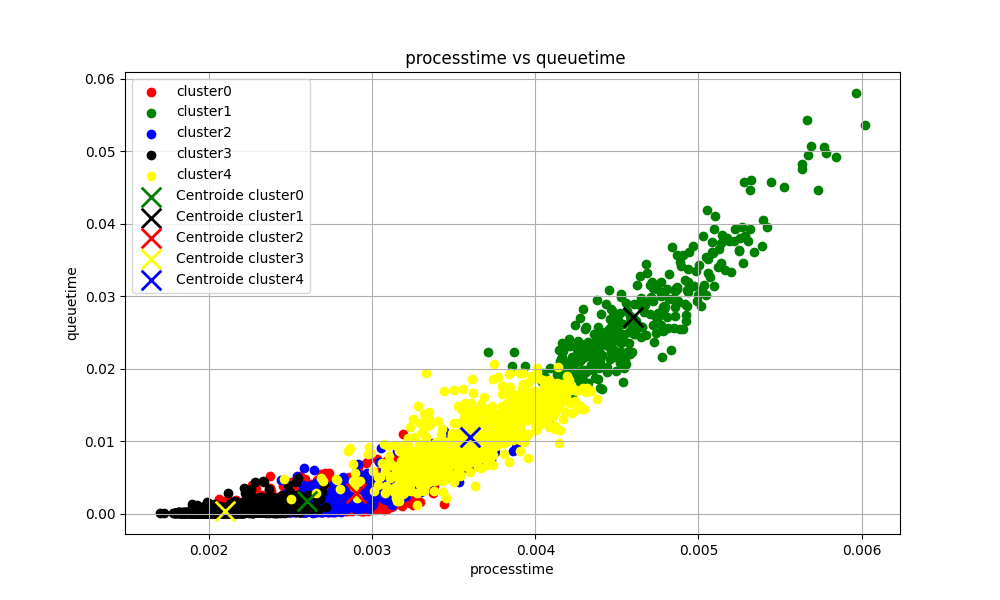 processtime vs queuetime
0.06
0.05
0.04
0.03
0.02
0.01
0.00
queuetime
cluster0
cluster1
cluster2
cluster3
cluster4
Centroide cluster0
Centroide cluster1
Centroide cluster2
Centroide cluster3
Centroide cluster4
0.002 0.003 0.004 0.005 0.006
processtime